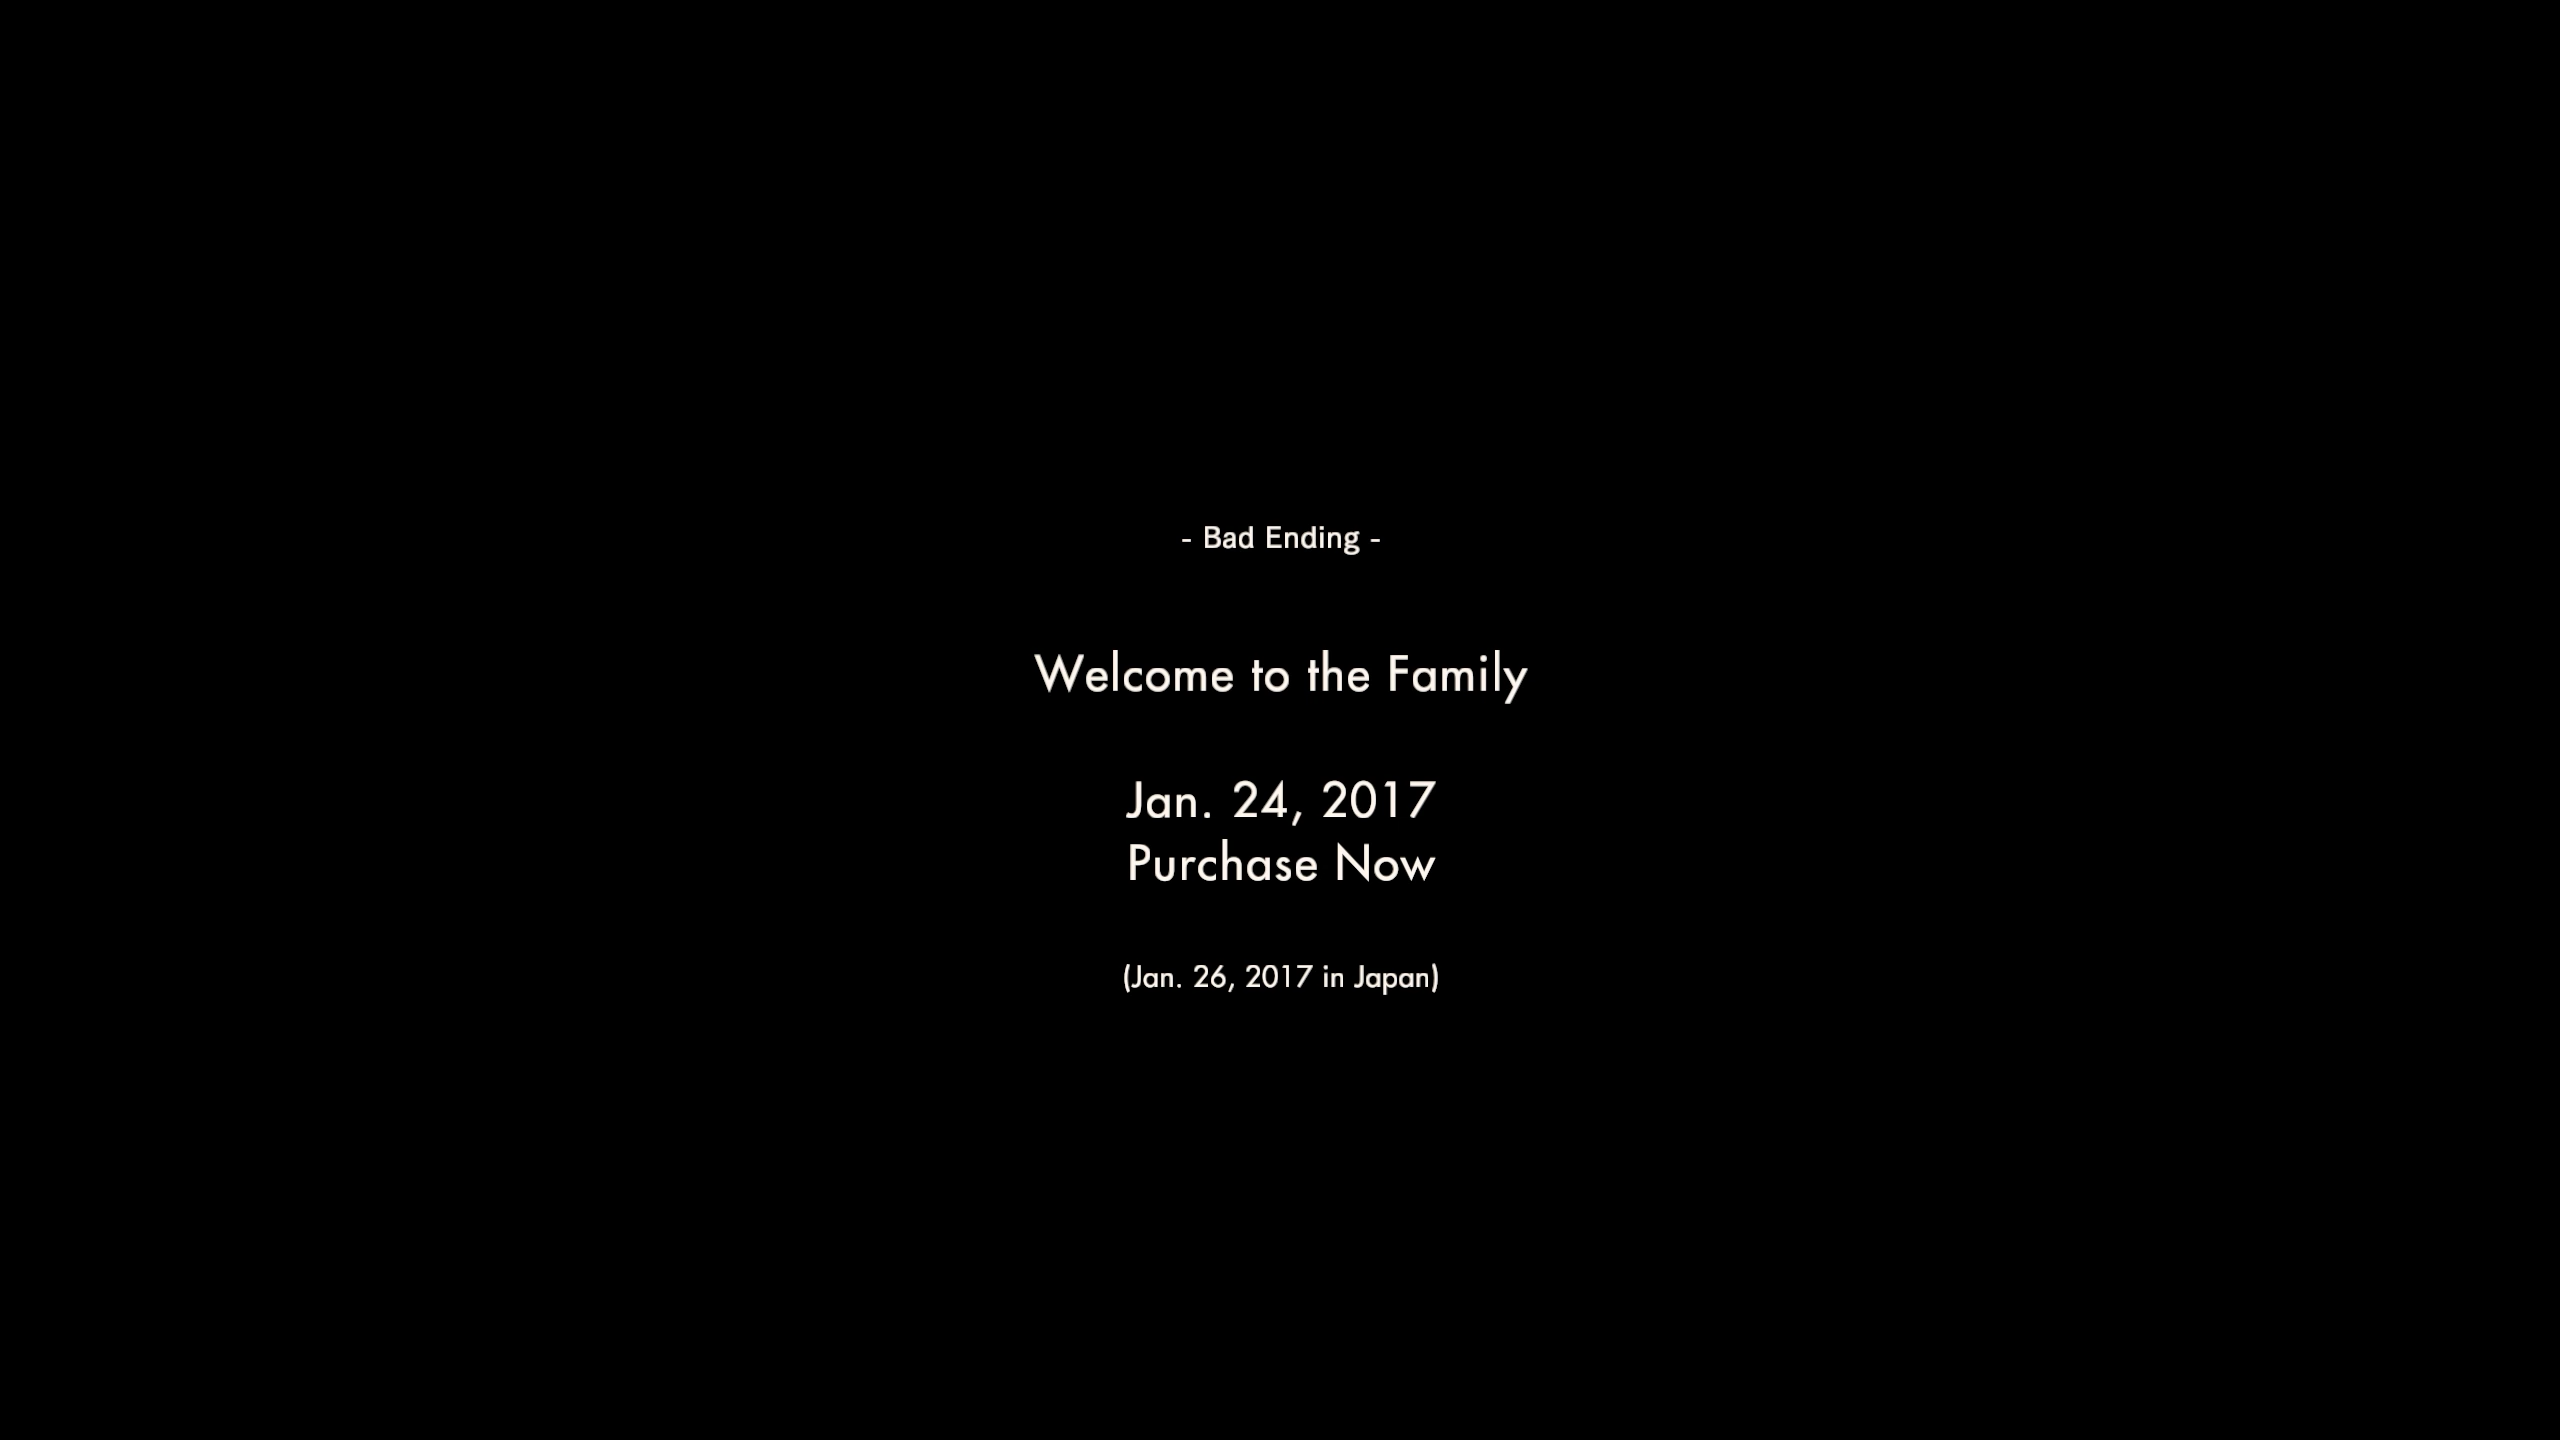 - Bad Ending -
Welcome to the Family
Jan. 24, 2017
Purchase Now
(Jan. 26, 2017 in Japan)